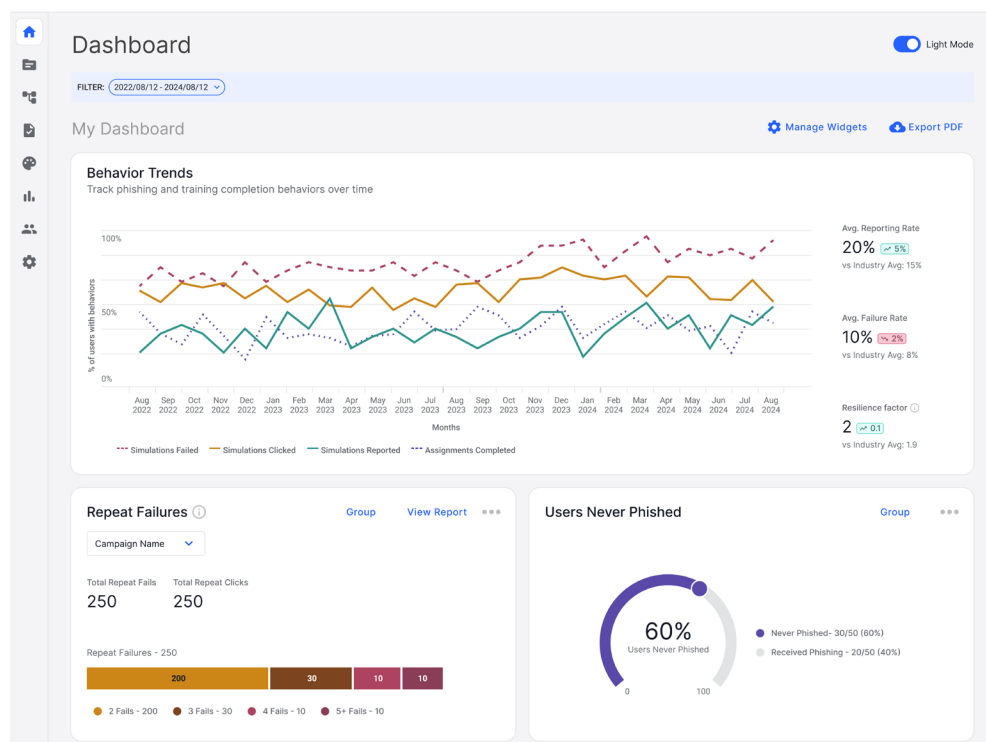 Dashboard
Light Mode
FILTER: 2022/08/12 - 2024/08/12
My Dashboard
Manage Widgets
Export PDF
Behavior Trends
Track phishing and training completion behaviors over time
100%
50%
0%
% of users with behaviors
Aug 2022
Sep 2022
Oct 2022
Nov 2022
Dec 2022
Jan 2023
Feb 2023
Mar 2023
Apr 2023
May 2023
Jun 2023
Jul 2023
Aug 2023
Sep 2023
Oct 2023
Nov 2023
Dec 2023
Jan 2024
Feb 2024
Mar 2024
Apr 2024
May 2024
Jun 2024
Jul 2024
Aug 2024
Months
Simulations Failed
Simulations Clicked
Simulations Reported
Assignments Completed
Avg. Reporting Rate
20% 5%
vs Industry Avg: 15%
Avg. Failure Rate
10% 2%
vs Industry Avg: 8%
Resilience factor
2 0.1
vs Industry Avg: 1.9
Repeat Failures
Group
View Report
Campaign Name
Total Repeat Fails
250
Total Repeat Clicks
250
Repeat Failures - 250
200
30
10
10
2 Fails - 200
3 Fails - 30
4 Fails - 10
5+ Fails - 10
Users Never Phished
Group
60%
Users Never Phished
0
100
Never Phished- 30/50 (60%)
Received Phishing - 20/50 (40%)